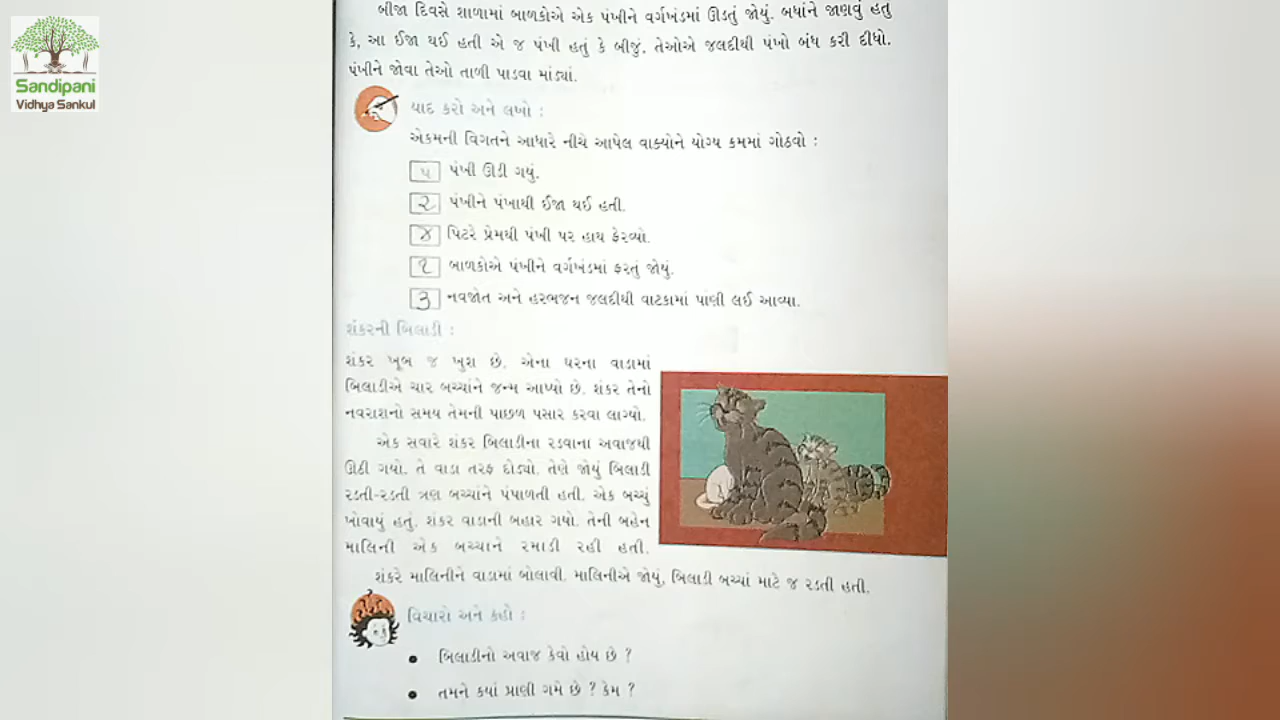 Sandipani
Vidhya Sankul
બીજા દિવસે શાળામાં બાળકોએ એક પંખીને વર્ગખંડમાં ઊડતું જોયું. બધાંને જાણવું હતું
કે, આ ઈજા થઈ હતી એ જ પંખી હતું કે બીજું. તેઓએ જલદીથી પંખો બંધ કરી દીધો.
પંખીને જોવા તેઓ તાળી પાડવા માંડ્યાં.
યાદ કરો અને લખો :
એકમની વિગતને આધારે નીચે આપેલ વાક્યોને યોગ્ય ક્રમમાં ગોઠવો :
૫ પંખી ઊડી ગયું.
૨ પંખીને પંખાથી ઈજા થઈ હતી.
૪ પિટરે પ્રેમથી પંખી પર હાથ ફેરવ્યો.
૧ બાળકોએ પંખીને વર્ગખંડમાં ફરતું જોયું.
૩ નવજોત અને હરભજન જલદીથી વાટકામાં પાણી લઈ આવ્યા.
શંકરની બિલાડી :
શંકર ખૂબ જ ખુશ છે. એના ઘરના વાડામાં
બિલાડીએ ચાર બચ્ચાંને જન્મ આપ્યો છે. શંકર તેનો
નવરાશનો સમય તેમની પાછળ પસાર કરવા લાગ્યો.
એક સવારે શંકર બિલાડીના રડવાના અવાજથી
ઊઠી ગયો. તે વાડા તરફ દોડ્યો. તેણે જોયું બિલાડી
રડતી-રડતી ત્રણ બચ્ચાંને પંપાળતી હતી. એક બચ્ચું
ખોવાયું હતું. શંકર વાડાની બહાર ગયો. તેની બહેન
માલિની એક બચ્ચાને રમાડી રહી હતી.
શંકરે માલિનીને વાડામાં બોલાવી. માલિનીએ જોયું, બિલાડી બચ્ચાં માટે જ રડતી હતી.
વિચારો અને કહો :
• બિલાડીનો અવાજ કેવો હોય છે ?
• તમને કયાં પ્રાણી ગમે છે ? કેમ ?